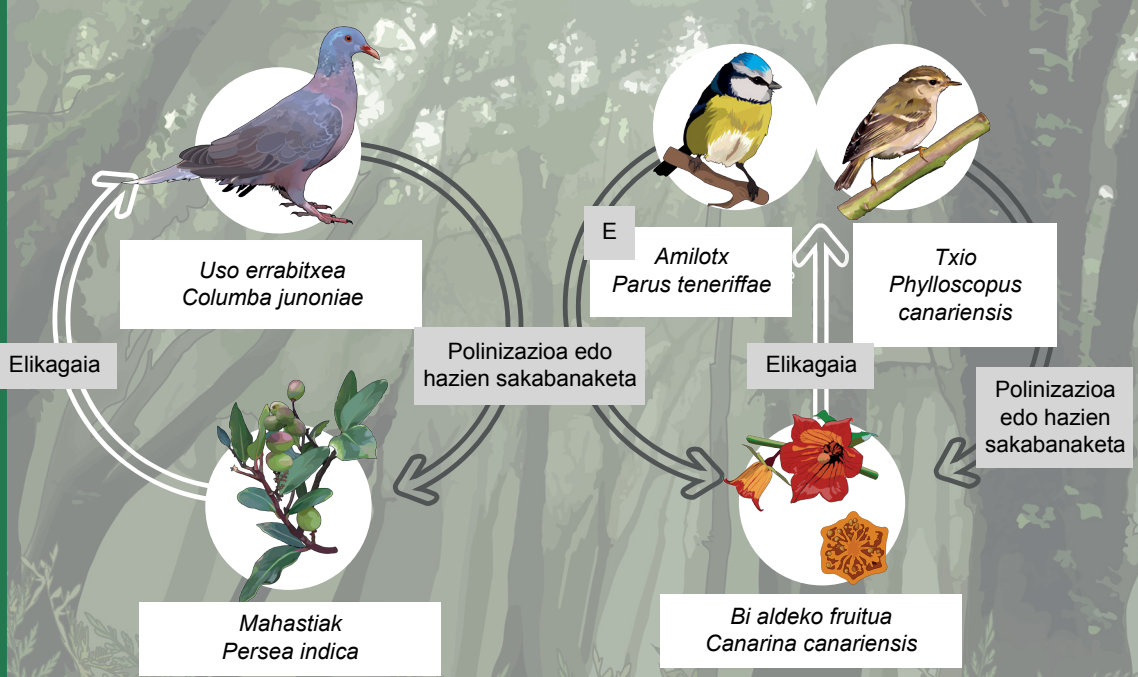 Uso errabitxea
Columba junoniae
Elikagaia
Polinizazioa edo
hazien sakabanaketa
Mahastiak
Persea indica
E
Amilotx
Parus teneriffae
Txio
Phylloscopus
canariensis
Elikagaia
Polinizazioa
edo hazien
sakabanaketa
Bi aldeko fruitua
Canarina canariensis